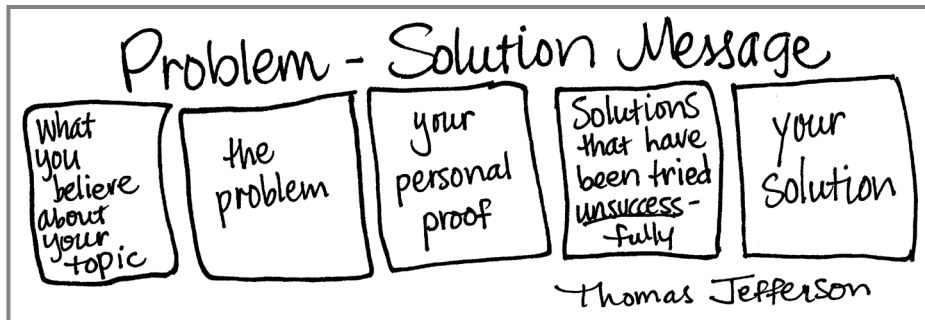 Problem - Solution Message
What
you
believe
about
your
topic
the
problem
your
personal
proof
Solutions
that have
been tried
unsuccess-
fully
your
solution
Thomas Jefferson